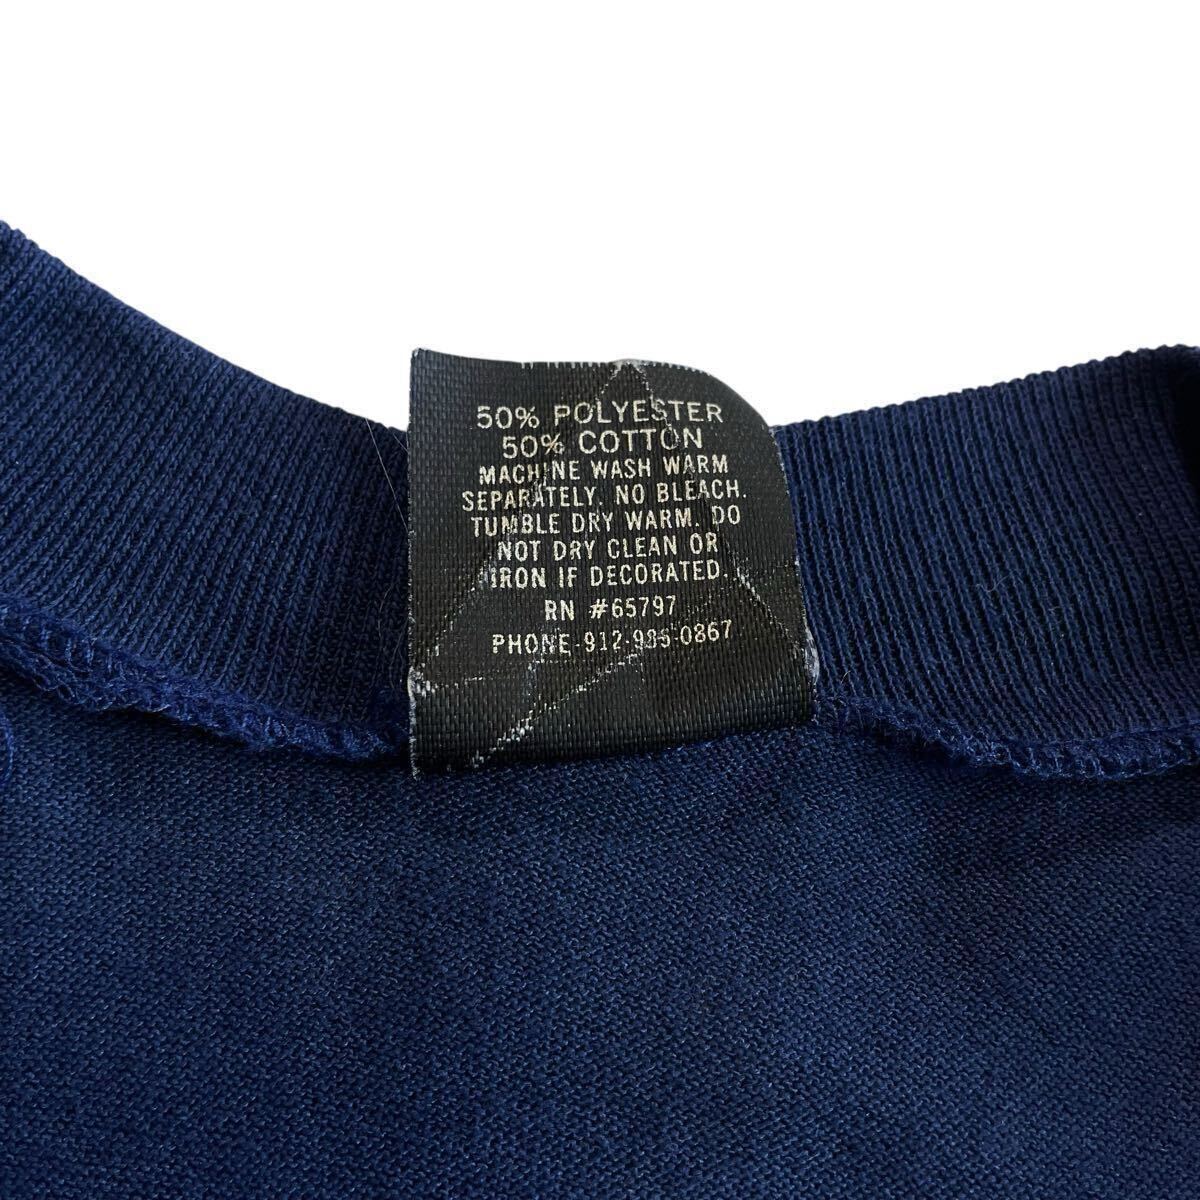 50% POLYESTER
50% COTTON
MACHINE WASH WARM
SEPARATELY. NO BLEACH.
TUMBLE DRY WARM. DO
NOT DRY CLEAN OR
IRON IF DECORATED.
RN #65797
PHONE-912-985-0867